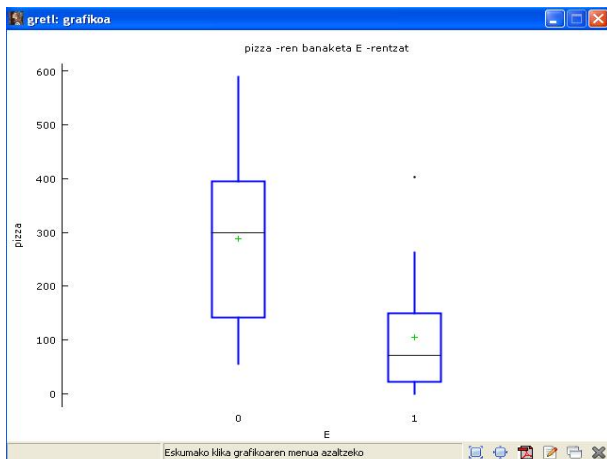 gretl: grafikoa
pizza -ren banaketa E -rentzat
600
500
400
300
200
100
0
pizza
0 1
E
Eskumako klika grafikoaren menua azaltzeko